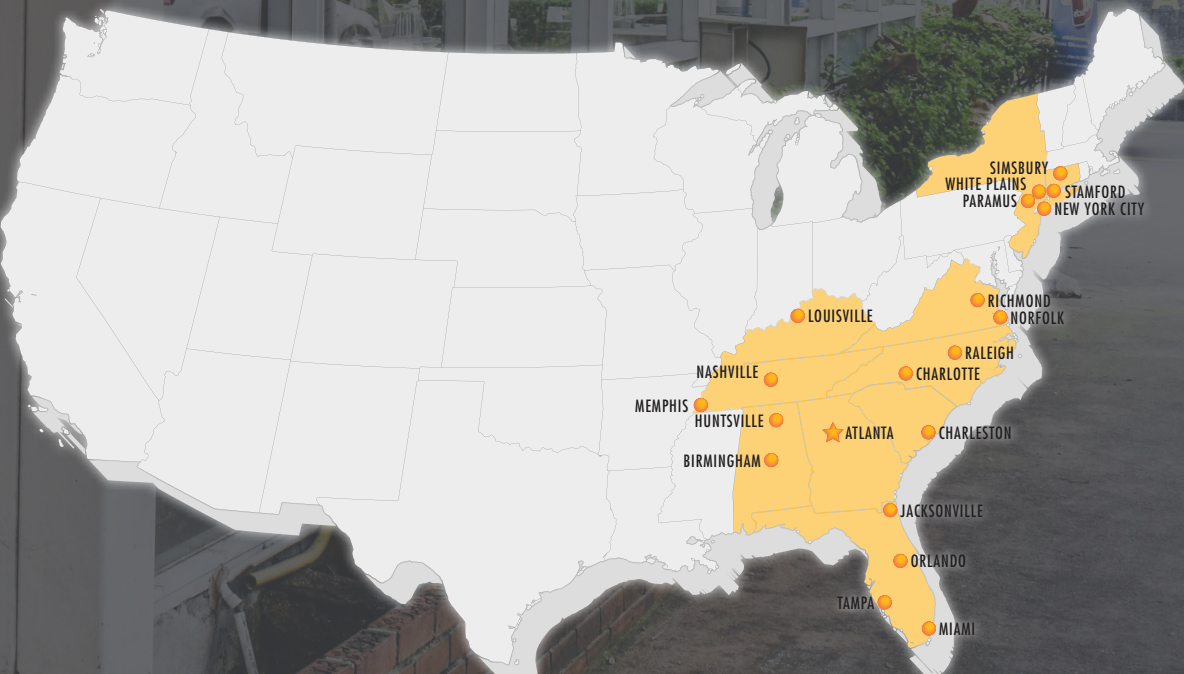 SIMSBURY
WHITE PLAINS
STAMFORD
PARAMUS
NEW YORK CITY
RICHMOND
LOUISVILLE
NORFOLK
RALEIGH
NASHVILLE
CHARLOTTE
MEMPHIS
HUNTSVILLE
ATLANTA
CHARLESTON
BIRMINGHAM
JACKSONVILLE
ORLANDO
TAMPA
MIAMI